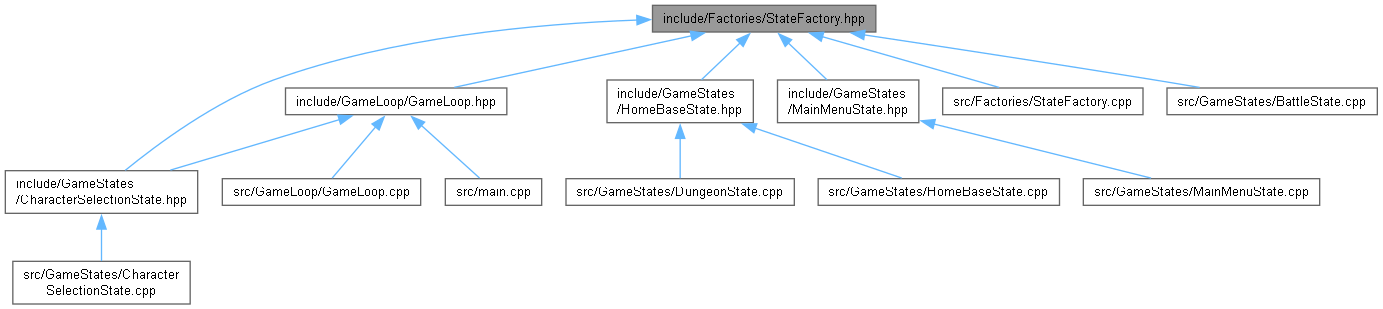 include/Factories/StateFactory.hpp
include/GameLoop/GameLoop.hpp
include/GameStates
/HomeBaseState.hpp
include/GameStates
/MainMenuState.hpp
src/Factories/StateFactory.cpp
src/GameStates/BattleState.cpp
include/GameStates
/CharacterSelectionState.hpp
src/GameLoop/GameLoop.cpp
src/main.cpp
src/GameStates/DungeonState.cpp
src/GameStates/HomeBaseState.cpp
src/GameStates/MainMenuState.cpp
src/GameStates/Character
SelectionState.cpp